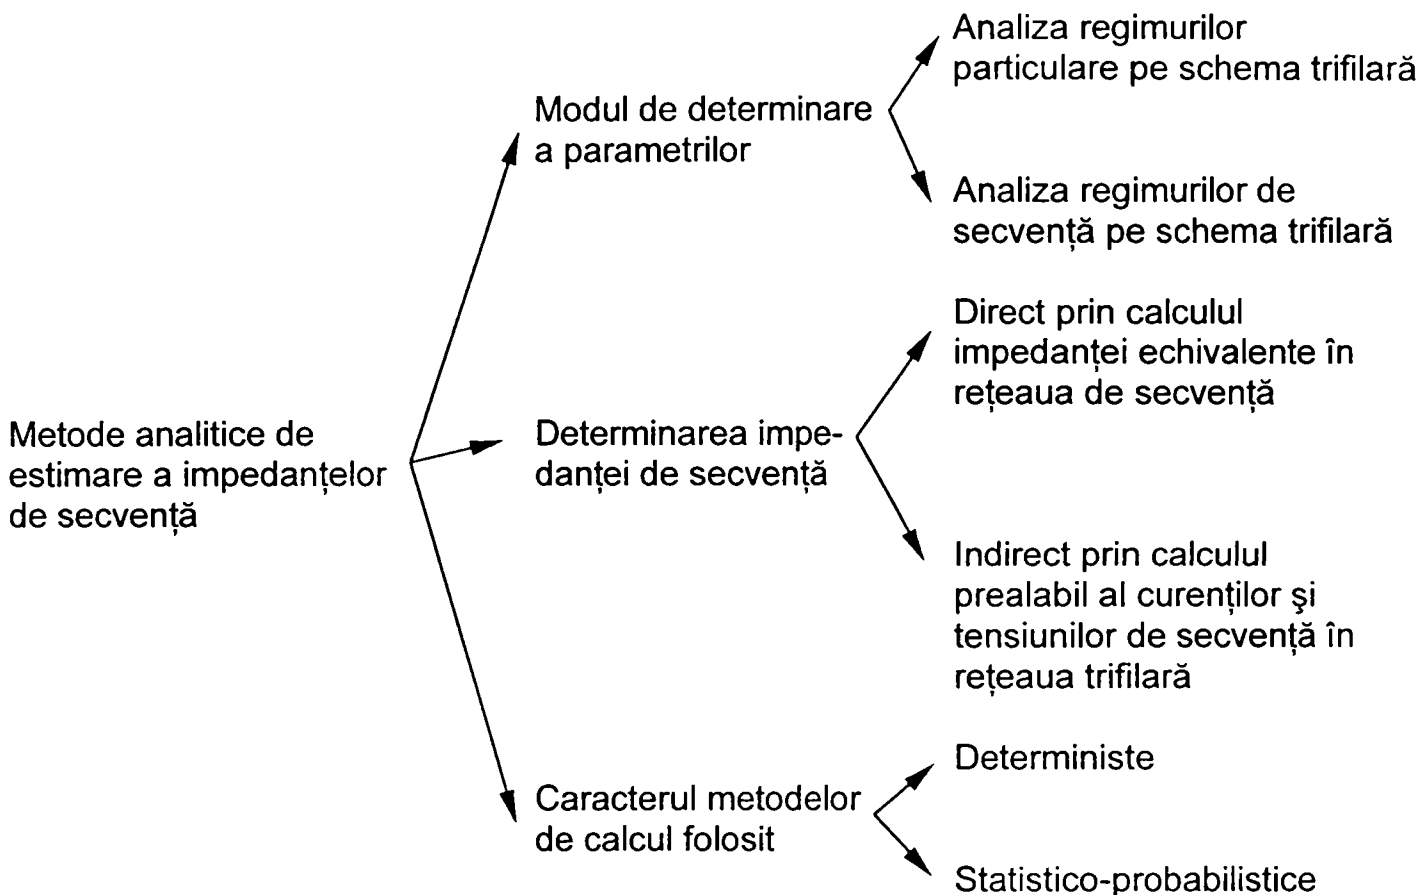 Metode analitice de
estimare a impedanțelor
de secvență
Modul de determinare
a parametrilor
Analiza regimurilor
particulare pe schema trifilară
Analiza regimurilor de
secvență pe schema trifilară
Determinarea impe-
danței de secvență
Direct prin calculul
impedanței echivalente în
rețeaua de secvență
Indirect prin calculul
prealabil al curenților şi
tensiunilor de secvență în
rețeaua trifilară
Caracterul metodelor
de calcul folosit
Deterministe
Statistico-probabilistice